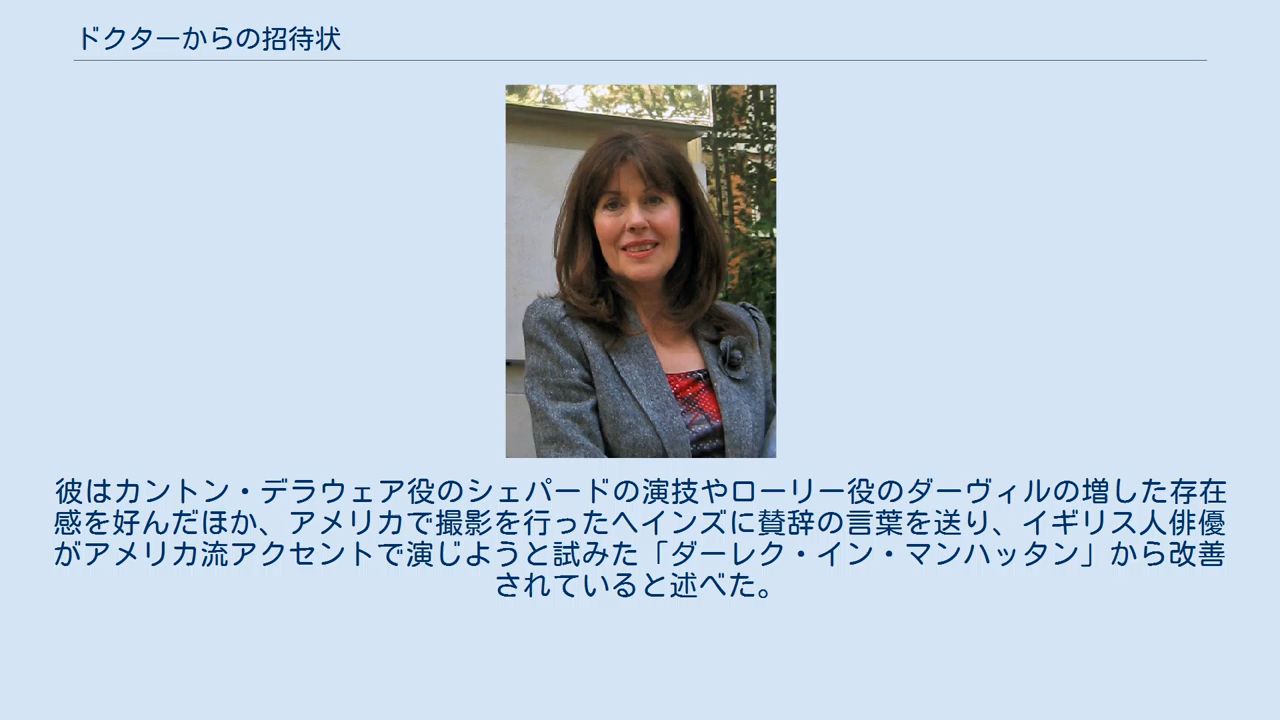 ドクターからの招待状
彼はカントン・デラウェア役のシェパードの演技やローリー役のダーヴィルの増した存在
感を好んだほか、アメリカで撮影を行ったヘインズに賛辞の言葉を送り、イギリス人俳優
がアメリカ流アクセントで演じようと試みた「ダーレク・イン・マンハッタン」から改善
されていると述べた。